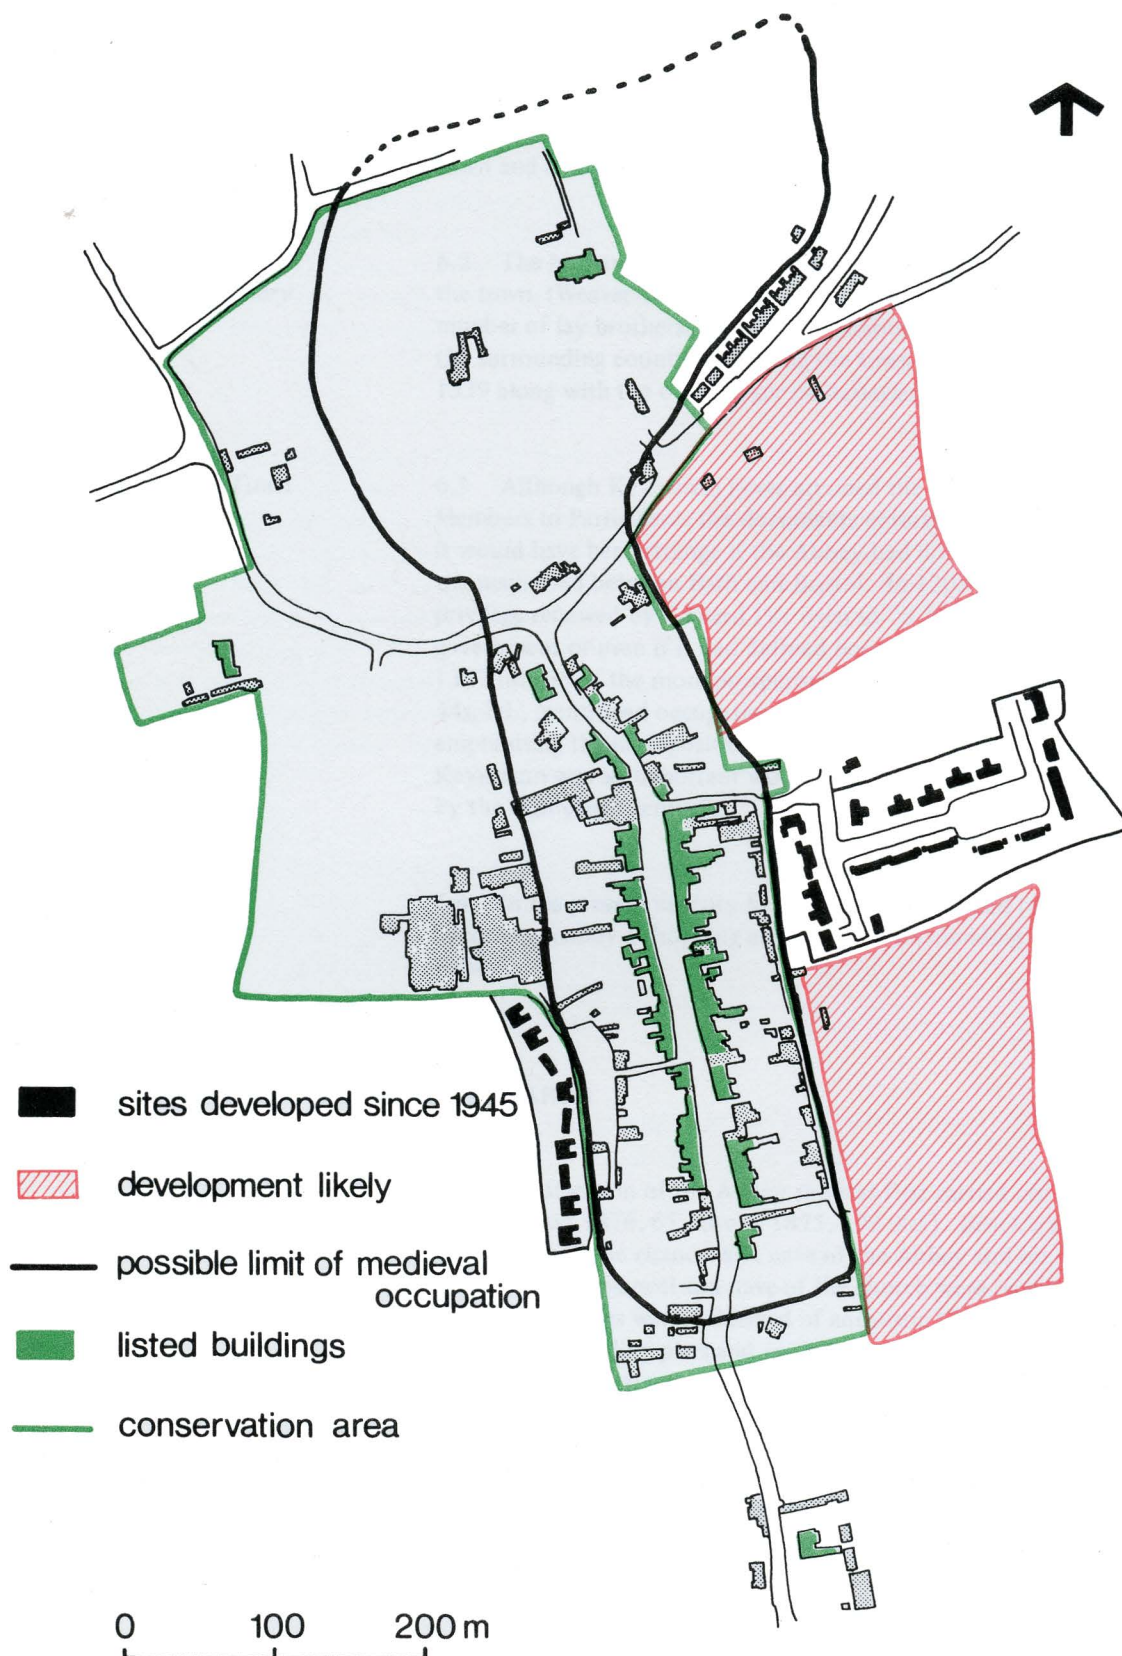 sites developed since 1945
development likely
possible limit of medieval
occupation
listed buildings
conservation area
0 100 200 m